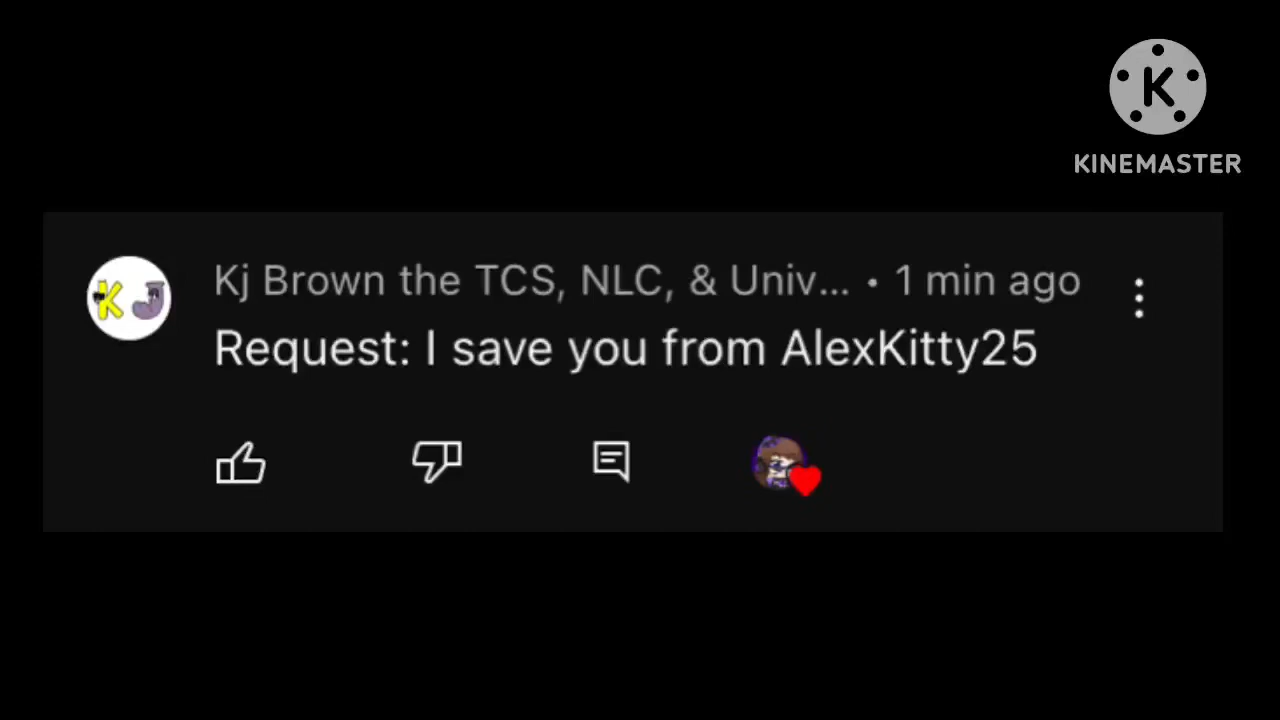 K
KINEMASTER
Kj Brown the TCS, NLC, & Univ... • 1 min ago
K J
Request: I save you from AlexKitty25